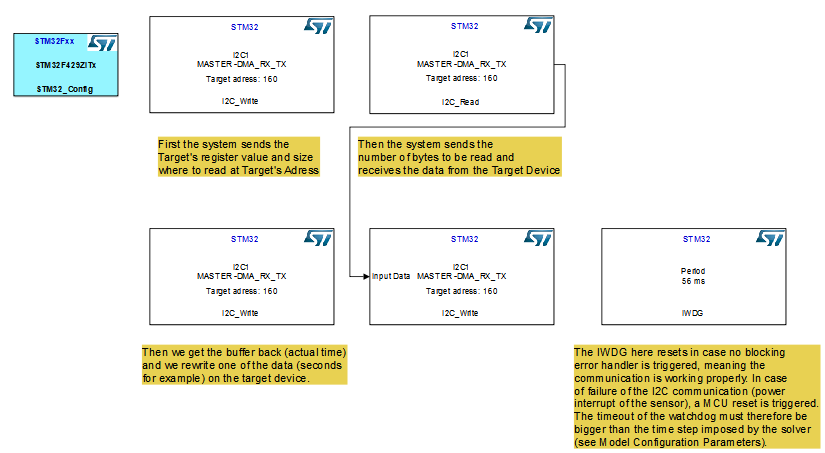 STM32Fxx
STM32F429ZITx
STM32_Config
STM32
I2C1
MASTER-DMA_RX_TX
Target adress: 160
I2C_Write
STM32
I2C1
MASTER-DMA_RX_TX
Target adress: 160
I2C_Read
First the system sends the
Target's register value and size
where to read at Target's Adress
Then the system sends the
number of bytes to be read and
receives the data from the Target Device
STM32
I2C1
MASTER-DMA_RX_TX
Target adress: 160
I2C_Write
STM32
I2C1
Input Data MASTER-DMA_RX_TX
Target adress: 160
I2C_Write
STM32
Period
56 ms
IWDG
Then we get the buffer back (actual time)
and we rewrite one of the data (seconds
for example) on the target device.
The IWDG here resets in case no blocking
error handler is triggered, meaning the
communication is working properly. In case
of failure of the I2C communication (power
interrupt of the sensor), a MCU reset is triggered.
The timeout of the watchdog must therefore be
bigger than the time step imposed by the solver
(see Model Configuration Parameters).